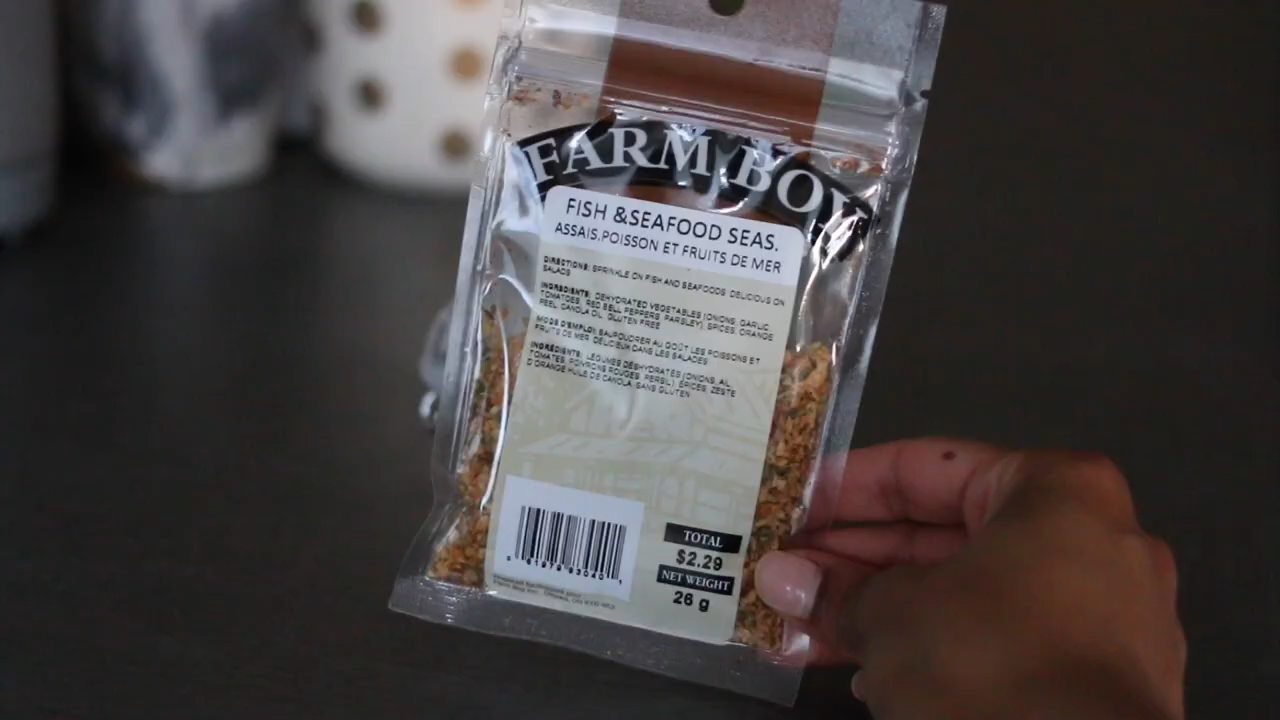 FARM BOY
FISH &SEAFOOD SEAS.
ASSAIS.POISSON ET FRUITS DE MER
DIRECTIONS: SPRINKLE ON FISH AND SEAFOODS. DELICIOUS ON
SALADS
INGREDIENTS: DEHYDRATED VEGETABLES (ONIONS, GARLIC,
TOMATOES, RED BELL PEPPERS, PARSLEY), SPICES, ORANGE
PEEL, CANOLA OIL. GLUTEN FREE
MODE D'EMPLOI: SAUPOUDRER AU GOÛT LES POISSONS ET
FRUITS DE MER. DÉLICIEUX DANS LES SALADES
INGRÉDIENTS: LÉGUMES DÉSHYDRATÉS (ONIONS, AIL,
TOMATES, POIVRONS ROUGES, PERSIL), ÉPICES, ZESTE
D'ORANGE HUILE DE CANOLA, SANS GLUTEN
TOTAL
$2.29
NET WEIGHT
26 g